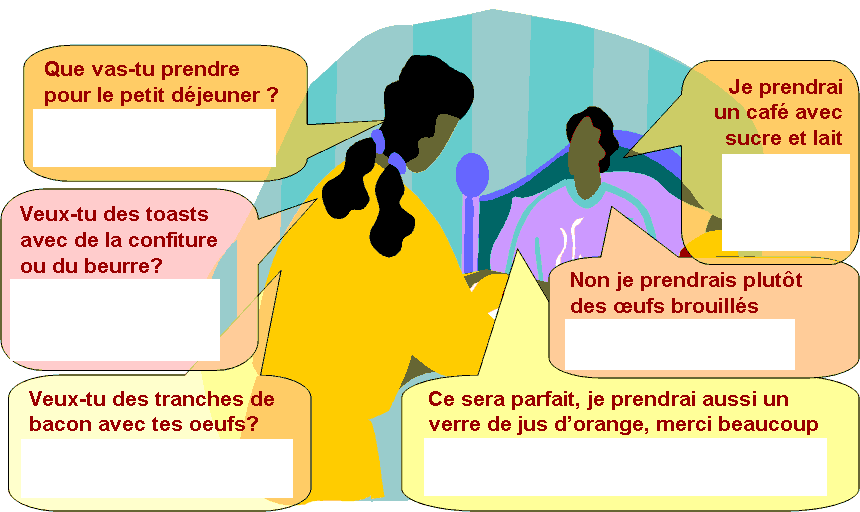 Que vas-tu prendre
pour le petit déjeuner ?
Je prendrai
un café avec
sucre et lait
Veux-tu des toasts
avec de la confiture
ou du beurre?
Non je prendrais plutôt
des œufs brouillés
Veux-tu des tranches de
bacon avec tes oeufs?
Ce sera parfait, je prendrai aussi un
verre de jus d’orange, merci beaucoup